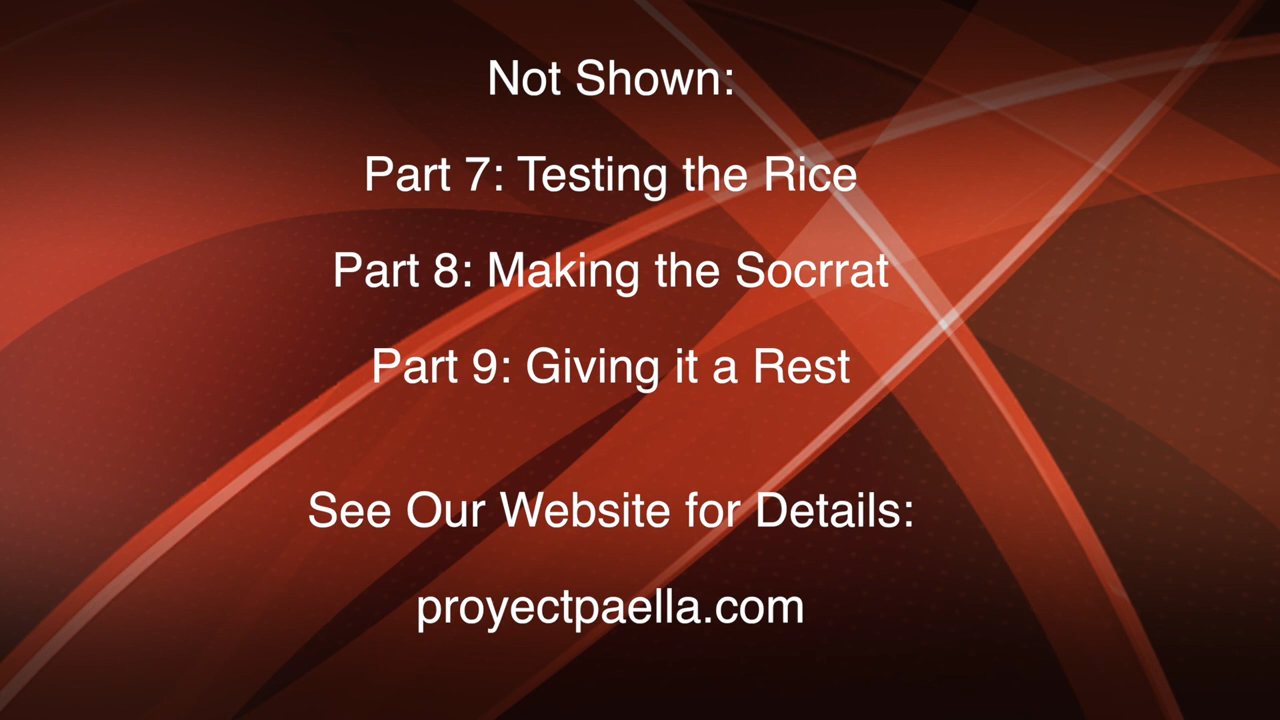 Not Shown:
Part 7: Testing the Rice
Part 8: Making the Socrrat
Part 9: Giving it a Rest
See Our Website for Details:
proyectpaella.com